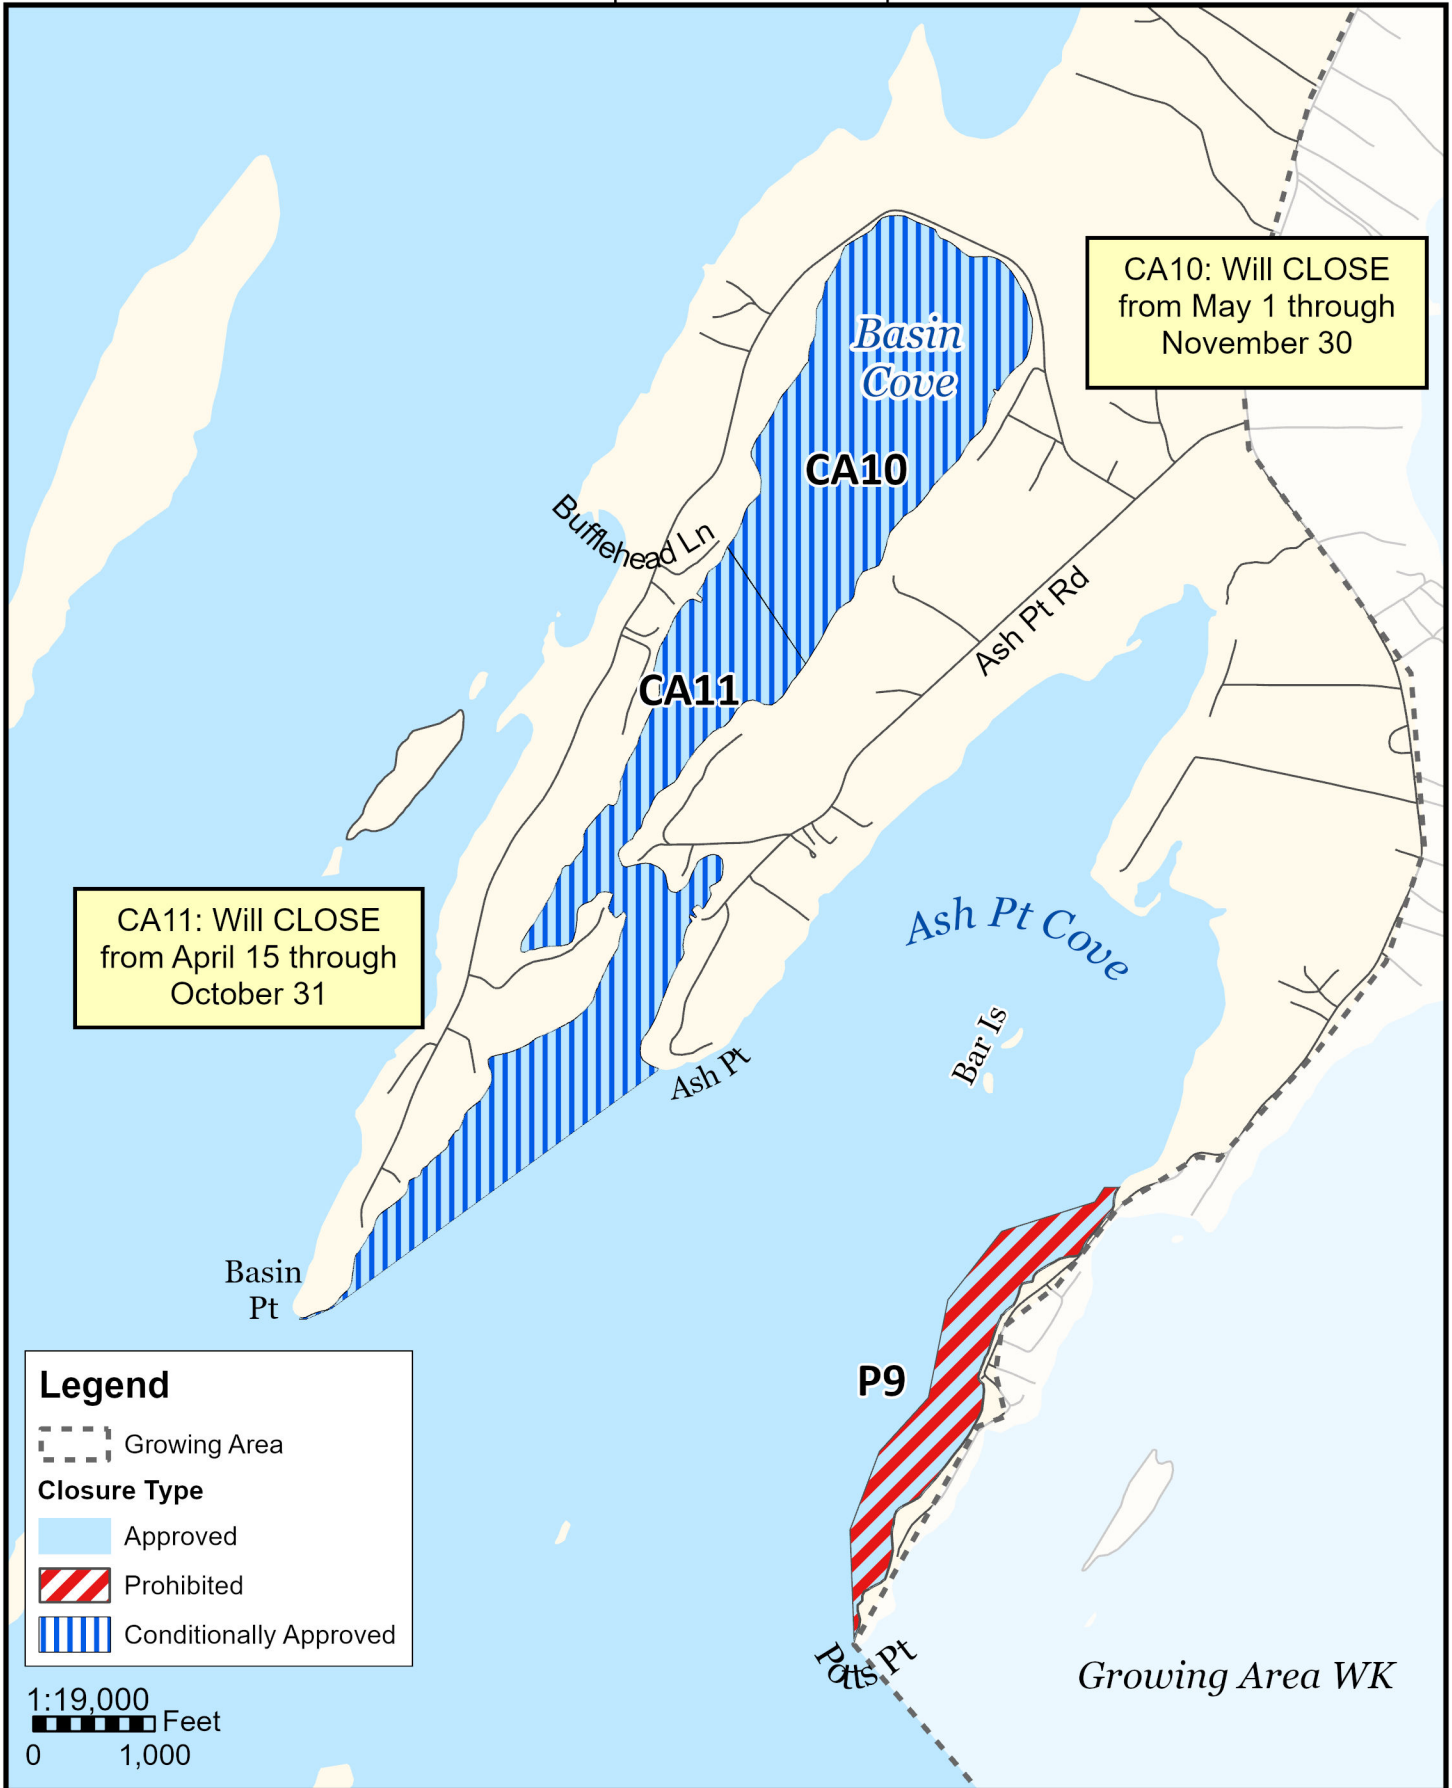 CA10: Will CLOSE
from May 1 through
November 30
Basin
Cove
CA10
Bufflehead Ln
Ash Pt Rd
CA11
CA11: Will CLOSE
from April 15 through
October 31
Ash Pt Cove
Bar Is
Ash Pt
Basin
Pt
P9
Potts Pt
Growing Area WK
Legend
Growing Area
Closure Type
Approved
Prohibited
Conditionally Approved
1:19,000
Feet
0 1,000